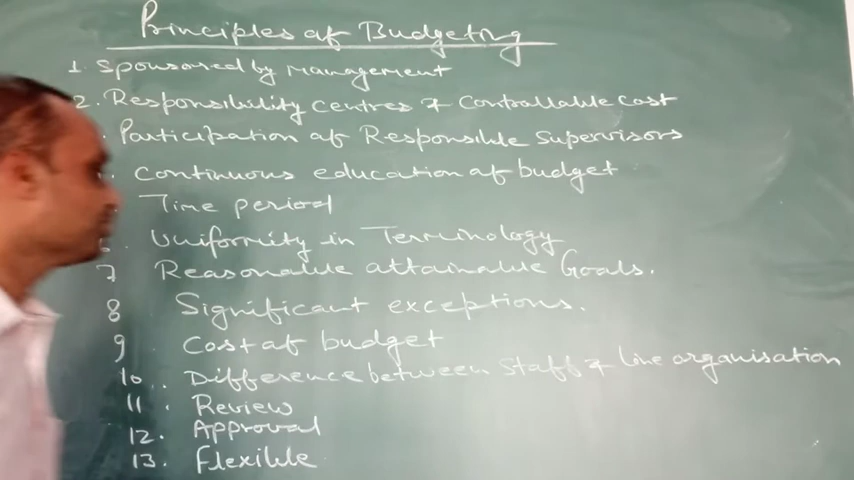 Principles of Budgeting
1. Sponsored by management
2. Responsibility centres & Controllable cost
. Participation of Responsible Supervisors
. Continuous education of budget
Time period
6. Uniformity in Terminology
7 Reasonable attainable Goals.
8 Significant exceptions.
9 Cost of budget
10.. Difference between Staff & line organisation
11. Review
12. Approval
13. Flexible